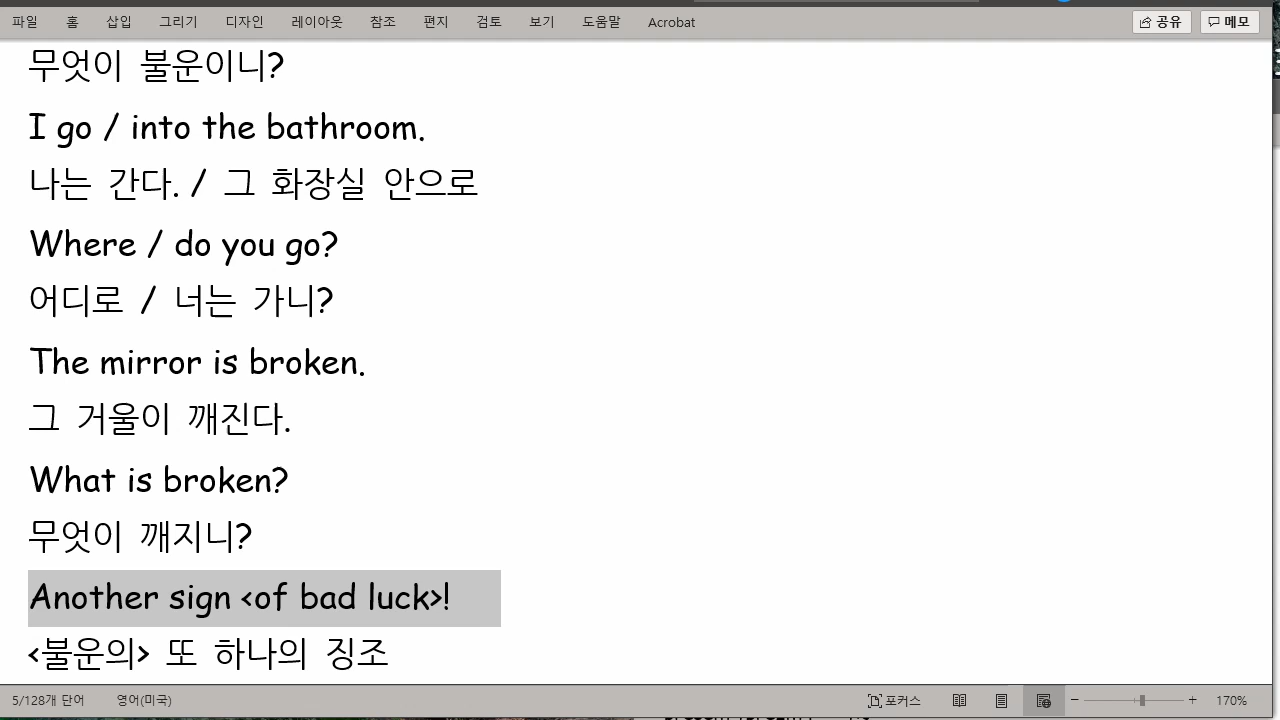 파일 홈 삽입 그리기 디자인 레이아웃 참조 편지 검토 보기 도움말 Acrobat 공유 메모
무엇이 불운이니?
I go / into the bathroom.
나는 간다. / 그 화장실 안으로
Where / do you go?
어디로 / 너는 가니?
The mirror is broken.
그 거울이 깨진다.
What is broken?
무엇이 깨지니?
Another sign <of bad luck>!
<불운의> 또 하나의 징조
5/128개 단어 영어(미국) 포커스 170%